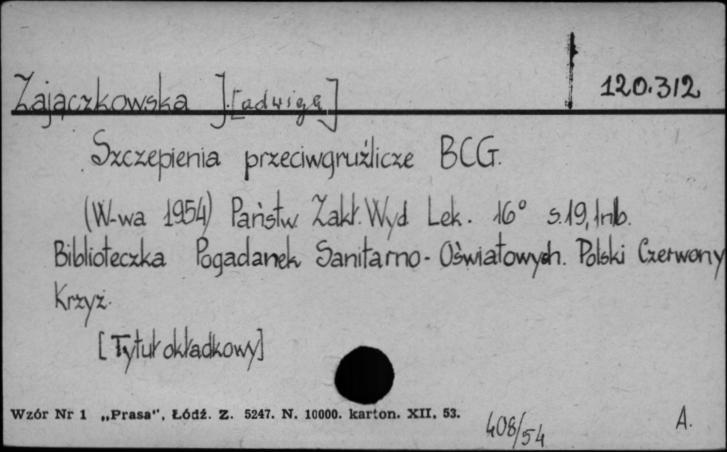 Zajączkowska J.[adwiga] 120.312
Szczepienia przeciwgruźlicze BCG.
(W-wa 1954) Państw. Zakł. Wyd Lek. 16° s.19, 1nlb.
Biblioteczka Pogadanek Sanitarno-Oświatowych. Polski Czerwony
Krzyż.
[Tytuł okładkowy]
Wzór Nr 1 „Prasa“, Łódź. Z. 5247. N. 10000. karton. XII, 53.
408/54 A.